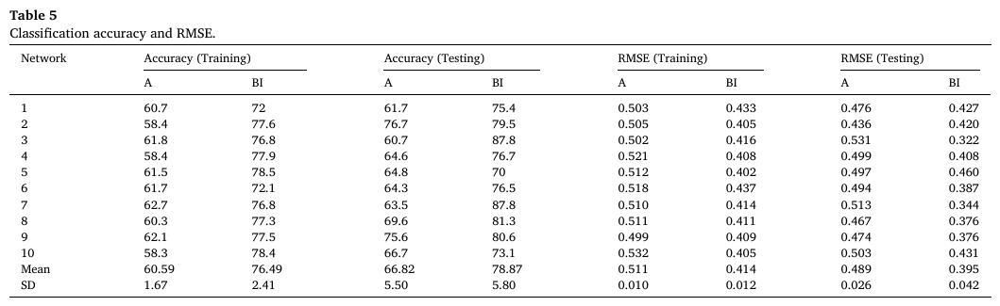 Table 5
Classification accuracy and RMSE.
Network Accuracy (Training) Accuracy (Testing) RMSE (Training) RMSE (Testing)
A BI A BI A BI A BI
1 60.7 72 61.7 75.4 0.503 0.433 0.476 0.427
2 58.4 77.6 76.7 79.5 0.505 0.405 0.436 0.420
3 61.8 76.8 60.7 87.8 0.502 0.416 0.531 0.322
4 58.4 77.9 64.6 76.7 0.521 0.408 0.499 0.408
5 61.5 78.5 64.8 70 0.512 0.402 0.497 0.460
6 61.7 72.1 64.3 76.5 0.518 0.437 0.494 0.387
7 62.7 76.8 63.5 87.8 0.510 0.414 0.513 0.344
8 60.3 77.3 69.6 81.3 0.511 0.411 0.467 0.376
9 62.1 77.5 75.6 80.6 0.499 0.409 0.474 0.376
10 58.3 78.4 66.7 73.1 0.532 0.405 0.503 0.431
Mean 60.59 76.49 66.82 78.87 0.511 0.414 0.489 0.395
SD 1.67 2.41 5.50 5.80 0.010 0.012 0.026 0.042